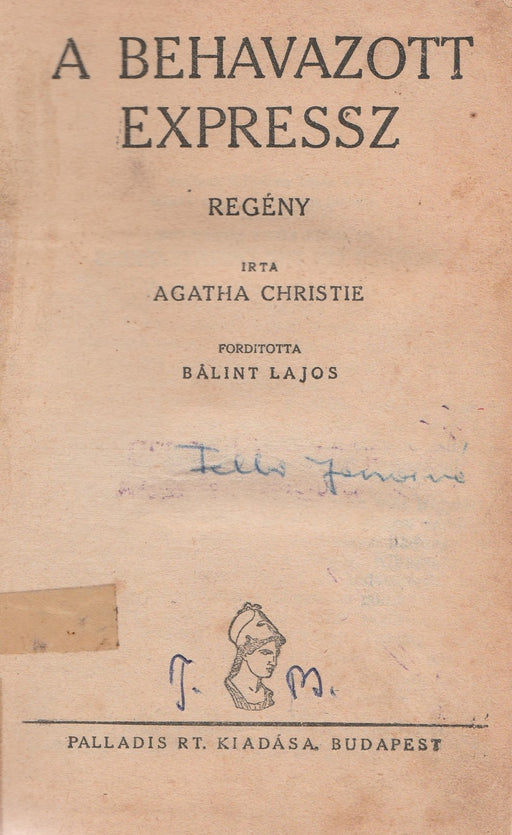 A BEHAVAZOTT
EXPRESSZ
REGÉNY
IRTA
AGATHA CHRISTIE
FORDITOTTA
BÁLINT LAJOS
J. M.
PALLADIS RT. KIADÁSA. BUDAPEST